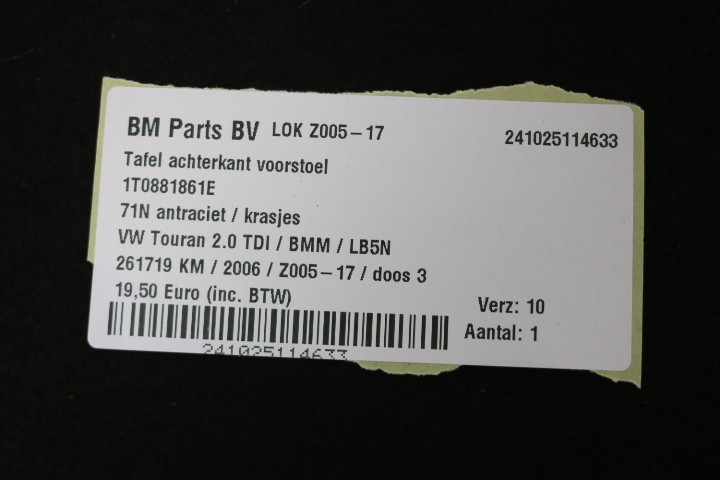 BM Parts BV LOK Z005-17 241025114633
Tafel achterkant voorstoel
1T0881861E
71N antraciet / krasjes
VW Touran 2.0 TDI / BMM / LB5N
261719 KM / 2006 / Z005-17 / doos 3
19,50 Euro (inc. BTW)
Verz: 10
Aantal: 1
241025114633